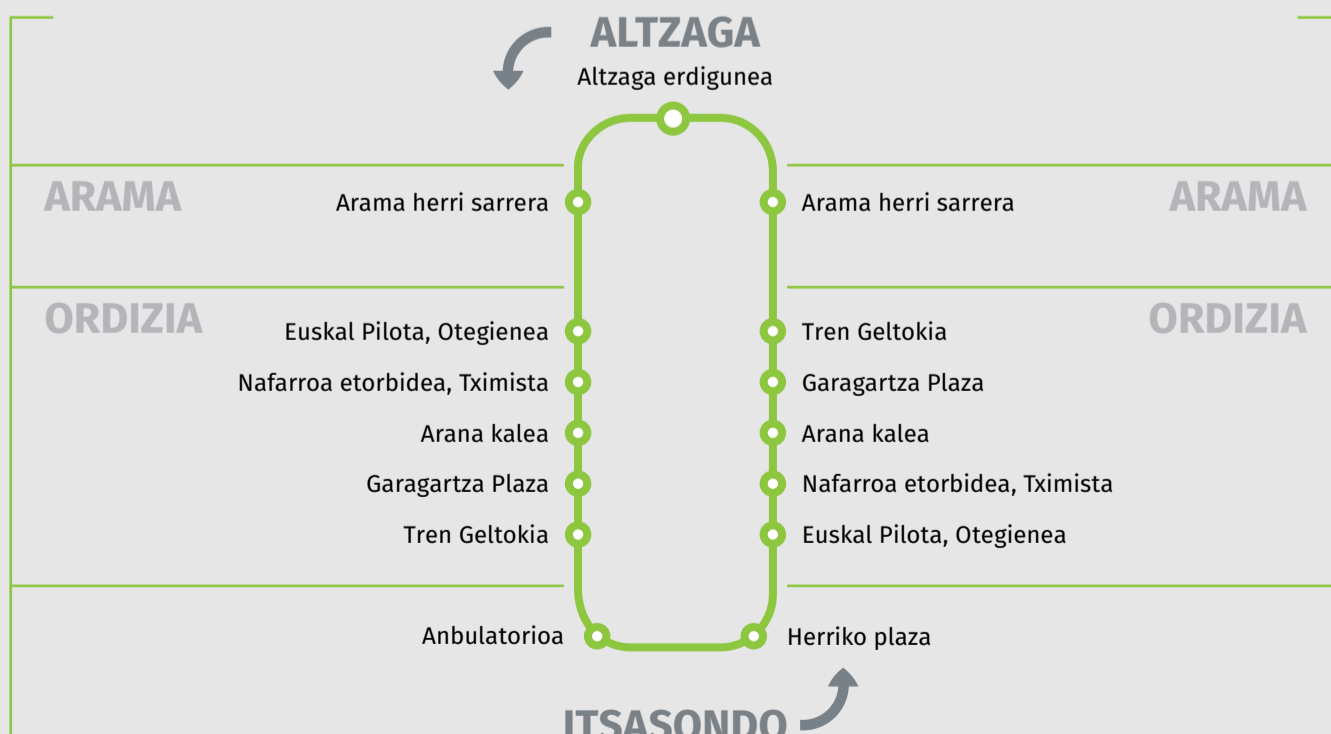 ALTZAGA
Altzaga erdigunea
ARAMA
Arama herri sarrera
Arama herri sarrera
ARAMA
ORDIZIA
ORDIZIA
Euskal Pilota, Otegienea
Tren Geltokia
Nafarroa etorbidea, Tximista
Garagartza Plaza
Arana kalea
Arana kalea
Garagartza Plaza
Nafarroa etorbidea, Tximista
Tren Geltokia
Euskal Pilota, Otegienea
Anbulatorioa
Herriko plaza
ITSASONDO